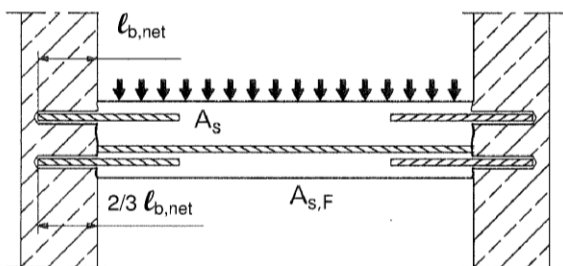 ℓb,net
As
As,F
2/3 ℓb,net